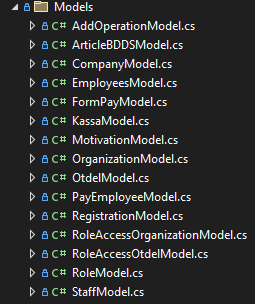 Models
C# AddOperationModel.cs
C# ArticleBDDSModel.cs
C# CompanyModel.cs
C# EmployeesModel.cs
C# FormPayModel.cs
C# KassaModel.cs
C# MotivationModel.cs
C# OrganizationModel.cs
C# OtdelModel.cs
C# PayEmployeeModel.cs
C# RegistrationModel.cs
C# RoleAccessOrganizationModel.cs
C# RoleAccessOtdelModel.cs
C# RoleModel.cs
C# StaffModel.cs